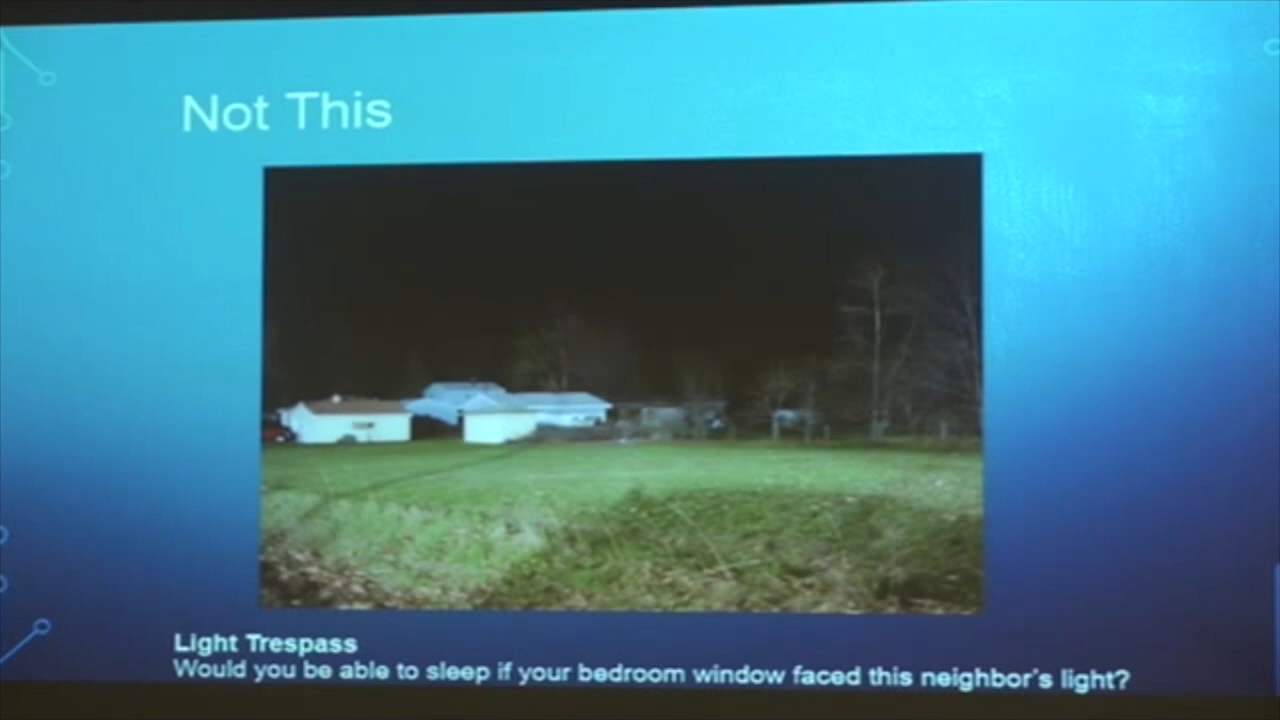 Not This
Light Trespass
Would you be able to sleep if your bedroom window faced this neighbor's light?